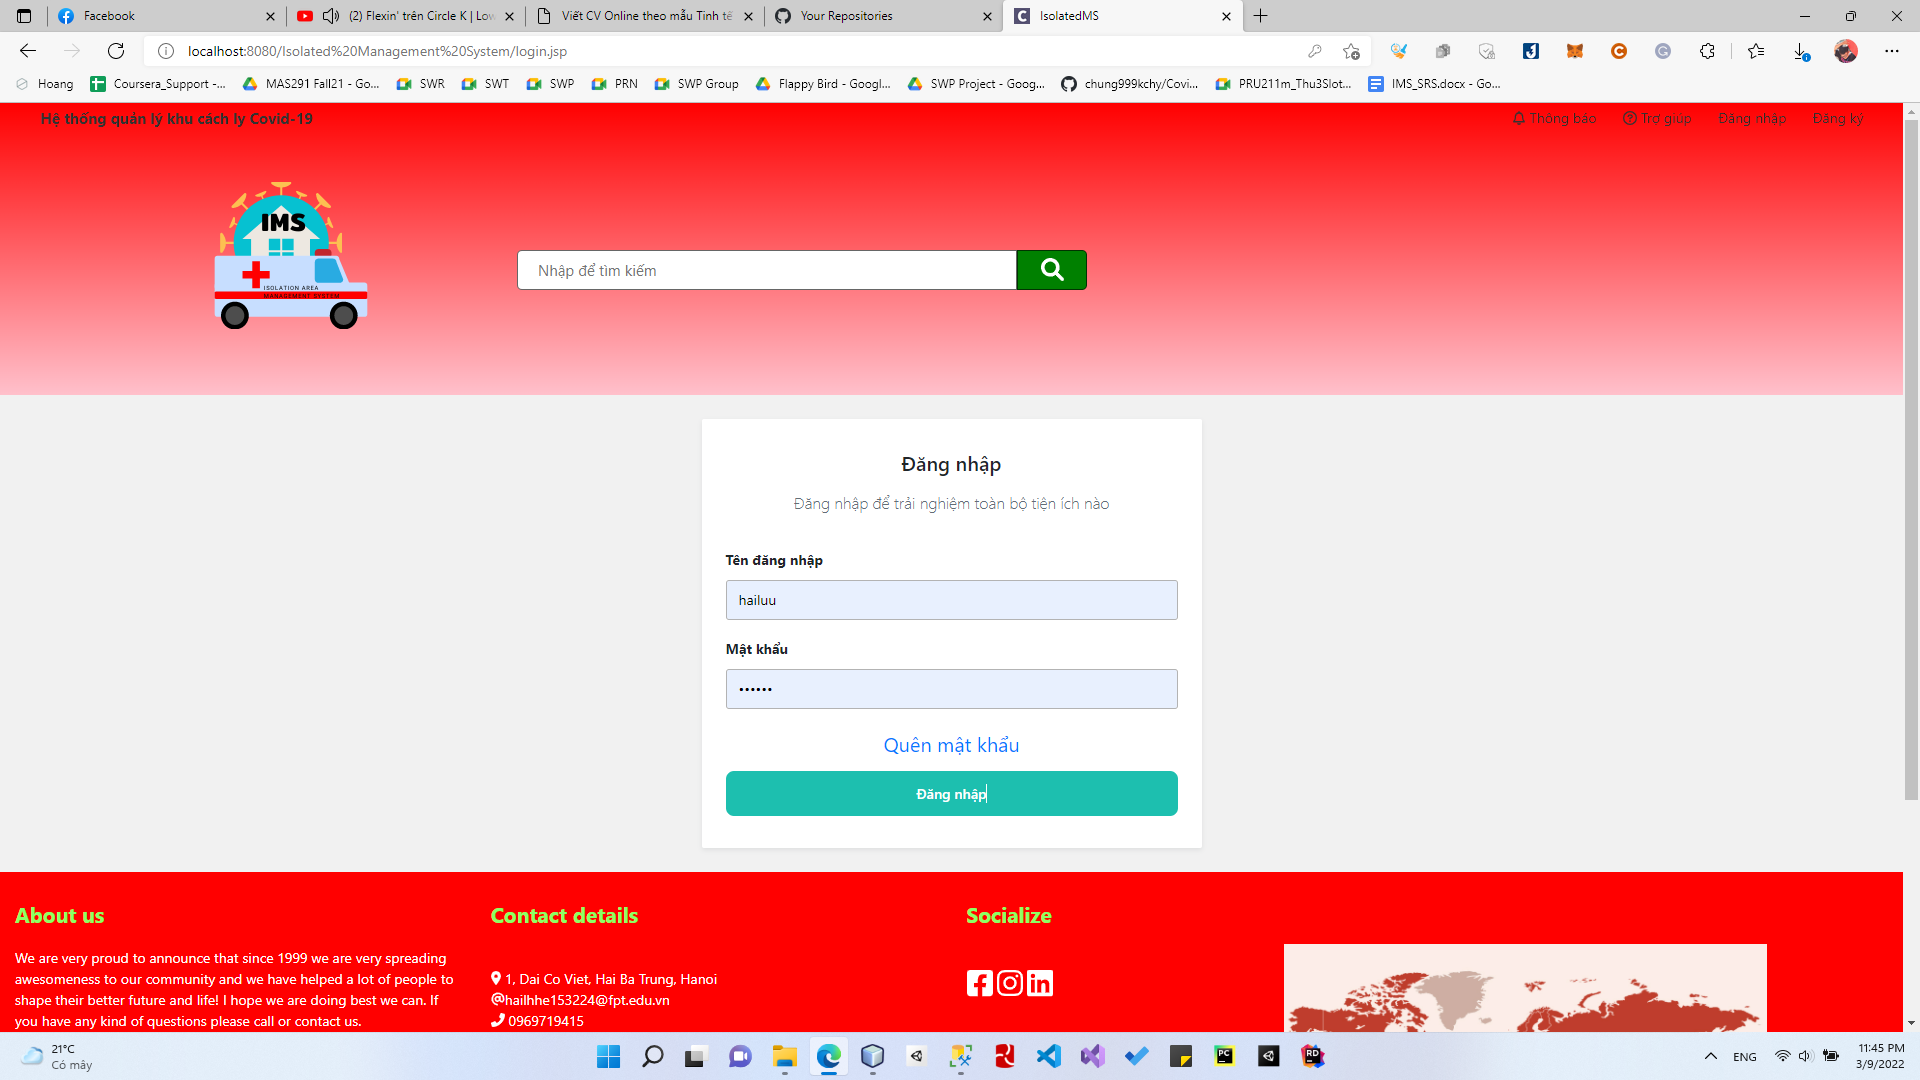 Facebook
(2) Flexin' trên Circle K | Low
Viết CV Online theo mẫu Tinh tế
Your Repositories
IsolatedMS
localhost:8080/Isolated%20Management%20System/login.jsp
Hoang
Coursera_Support -...
MAS291 Fall21 - Go...
SWR
SWT
SWP
PRN
SWP Group
Flappy Bird - Googl...
SWP Project - Goog...
chung999kchy/Covi...
PRU211m_Thu3Slot...
IMS_SRS.docx - Go...
Hệ thống quản lý khu cách ly Covid-19
Thông báo
Trợ giúp
Đăng nhập
Đăng ký
IMS
ISOLATION AREA
MANAGEMENT SYSTEM
Nhập để tìm kiếm
Đăng nhập
Đăng nhập để trải nghiệm toàn bộ tiện ích nào
Tên đăng nhập
hailuu
Mật khẩu
••••••
Quên mật khẩu
Đăng nhập
About us
We are very proud to announce that since 1999 we are very spreading
awesomeness to our community and we have helped a lot of people to
shape their better future and life! I hope we are doing best we can. If
you have any kind of questions please call or contact us.
Contact details
1, Dai Co Viet, Hai Ba Trung, Hanoi
@hailhhe153224@fpt.edu.vn
0969719415
Socialize
21°C
Có mây
ENG
11:45 PM
3/9/2022